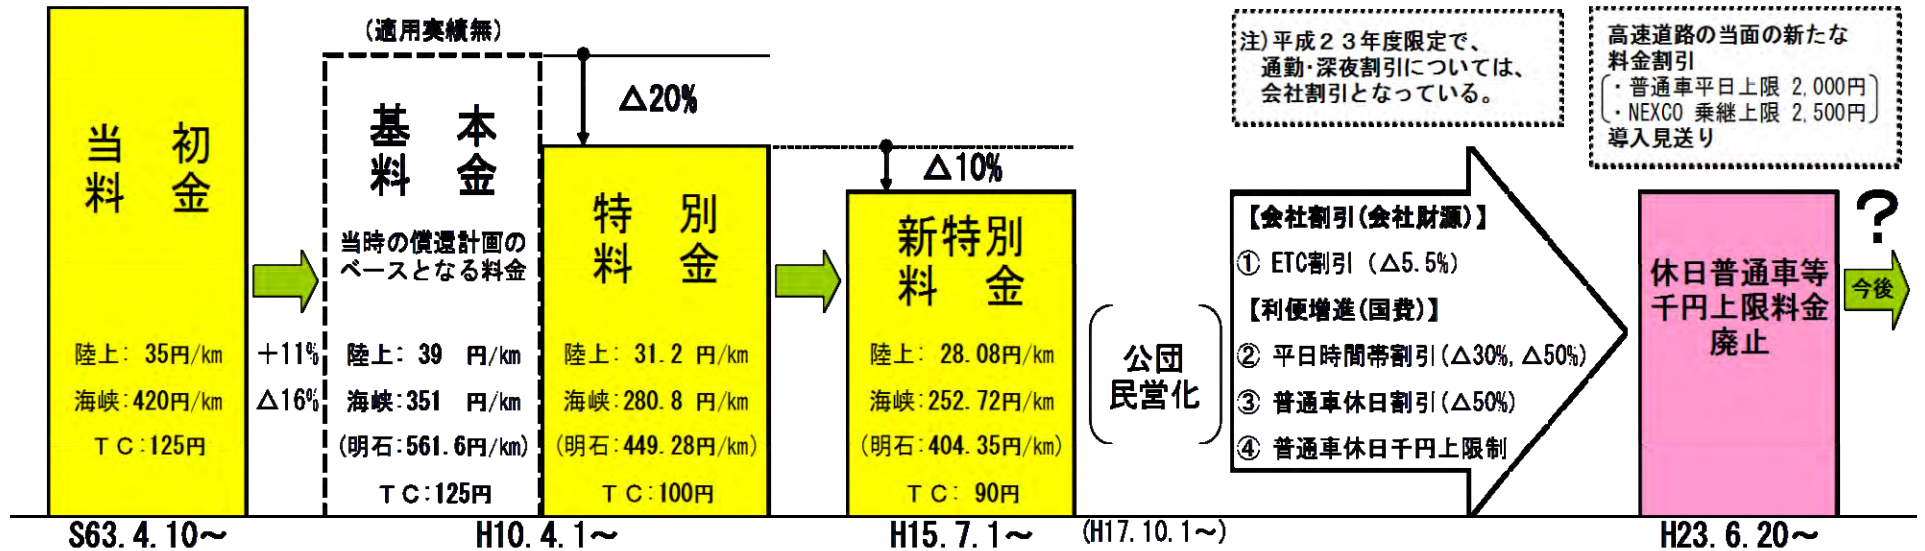 当初
料金
陸上: 35円/km
海峡:420円/km
TC:125円
S63.4.10～
+11%
△16%
(適用実績無)
基本
料金
当時の償還計画の
ベースとなる料金
陸上: 39 円/km
海峡:351 円/km
(明石:561.6円/km)
TC:125円
△20%
特別
料金
陸上: 31.2 円/km
海峡:280.8 円/km
(明石:449.28円/km)
TC:100円
H10.4.1～
△10%
新特別
料金
陸上: 28.08円/km
海峡:252.72円/km
(明石:404.35円/km)
TC: 90円
H15.7.1～
公団
民営化
(H17.10.1～)
注)平成23年度限定で、
通勤・深夜割引については、
会社割引となっている。
【会社割引(会社財源)】
① ETC割引 (△5.5%)
【利便増進(国費)】
② 平日時間帯割引(△30%, △50%)
③ 普通車休日割引(△50%)
④ 普通車休日千円上限制
高速道路の当面の新たな
料金割引
・普通車平日上限 2,000円
・NEXCO 乗継上限 2,500円
導入見送り
休日普通車等
千円上限料金
廃止
H23.6.20～
?
今後